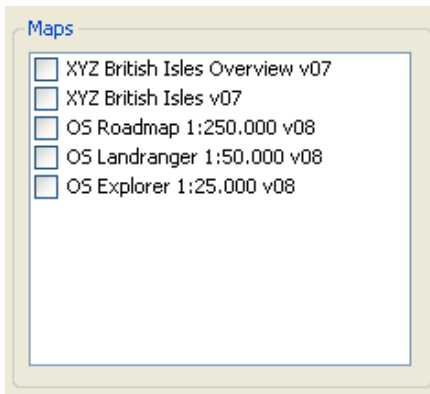 Maps
XYZ British Isles Overview v07
XYZ British Isles v07
OS Roadmap 1:250.000 v08
OS Landranger 1:50.000 v08
OS Explorer 1:25.000 v08